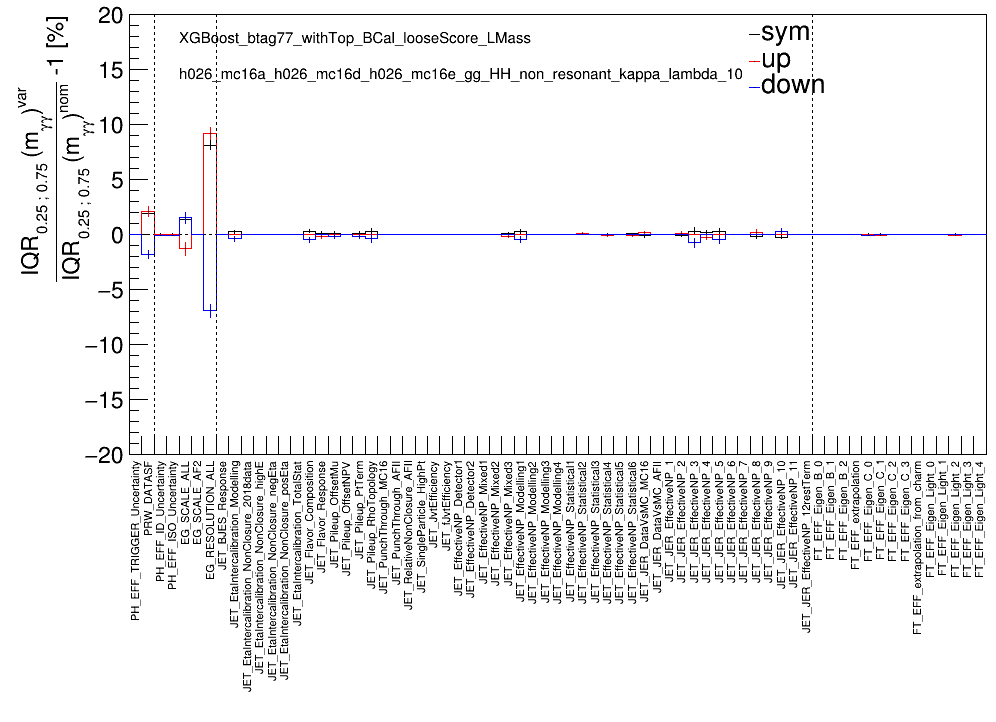 IQR0.25 ; 0.75 (mγγ)var
IQR0.25 ; 0.75 (mγγ)nom -1 [%]
20
15
10
5
0
−5
−10
−15
−20
XGBoost_btag77_withTop_BCal_looseScore_LMass
h026_mc16a_h026_mc16d_h026_mc16e_gg_HH_non_resonant_kappa_lambda_10
sym
up
down
PH_EFF_TRIGGER_Uncertainty
PRW_DATASF
PH_EFF_ID_Uncertainty
PH_EFF_ISO_Uncertainty
EG_SCALE_ALL
EG_SCALE_AF2
EG_RESOLUTION_ALL
JET_BJES_Response
JET_EtaIntercalibration_Modelling
JET_EtaIntercalibration_NonClosure_2018data
JET_EtaIntercalibration_NonClosure_highE
JET_EtaIntercalibration_NonClosure_negEta
JET_EtaIntercalibration_NonClosure_posEta
JET_EtaIntercalibration_TotalStat
JET_Flavor_Composition
JET_Flavor_Response
JET_Pileup_OffsetMu
JET_Pileup_OffsetNPV
JET_Pileup_PtTerm
JET_Pileup_RhoTopology
JET_PunchThrough_MC16
JET_PunchThrough_AFII
JET_RelativeNonClosure_AFII
JET_SingleParticle_HighPt
JET_JvtEfficiency
JET_fJvtEfficiency
JET_EffectiveNP_Detector1
JET_EffectiveNP_Detector2
JET_EffectiveNP_Mixed1
JET_EffectiveNP_Mixed2
JET_EffectiveNP_Mixed3
JET_EffectiveNP_Modelling1
JET_EffectiveNP_Modelling2
JET_EffectiveNP_Modelling3
JET_EffectiveNP_Modelling4
JET_EffectiveNP_Statistical1
JET_EffectiveNP_Statistical2
JET_EffectiveNP_Statistical3
JET_EffectiveNP_Statistical4
JET_EffectiveNP_Statistical5
JET_EffectiveNP_Statistical6
JET_JER_DataVsMC_MC16
JET_JER_DataVsMC_AFII
JET_JER_EffectiveNP_1
JET_JER_EffectiveNP_2
JET_JER_EffectiveNP_3
JET_JER_EffectiveNP_4
JET_JER_EffectiveNP_5
JET_JER_EffectiveNP_6
JET_JER_EffectiveNP_7
JET_JER_EffectiveNP_8
JET_JER_EffectiveNP_9
JET_JER_EffectiveNP_10
JET_JER_EffectiveNP_11
JET_JER_EffectiveNP_12restTerm
FT_EFF_Eigen_B_0
FT_EFF_Eigen_B_1
FT_EFF_Eigen_B_2
FT_EFF_extrapolation
FT_EFF_Eigen_C_0
FT_EFF_Eigen_C_1
FT_EFF_Eigen_C_2
FT_EFF_Eigen_C_3
FT_EFF_extrapolation_from_charm
FT_EFF_Eigen_Light_0
FT_EFF_Eigen_Light_1
FT_EFF_Eigen_Light_2
FT_EFF_Eigen_Light_3
FT_EFF_Eigen_Light_4